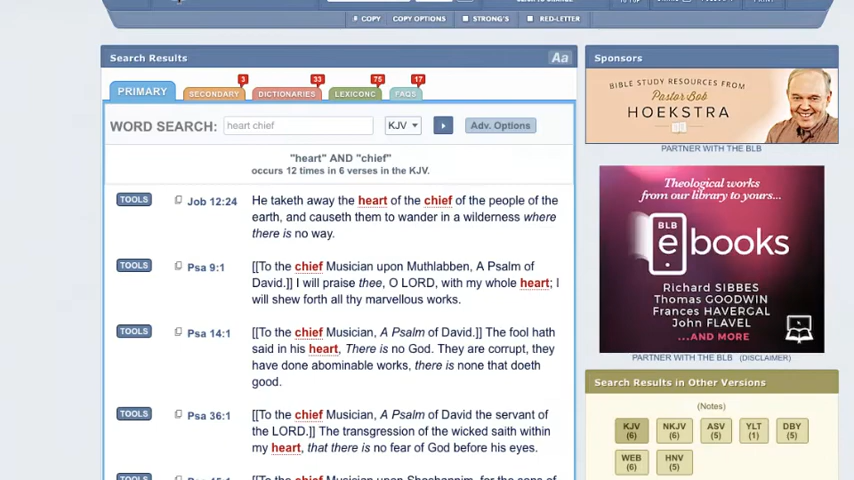 COPY COPY OPTIONS STRONG'S RED-LETTER
Search Results Aa
PRIMARY SECONDARY 3 DICTIONARIES 33 LEXICONC 75 FAQS 17
WORD SEARCH: heart chief KJV Adv. Options
"heart" AND "chief"
occurs 12 times in 6 verses in the KJV.
TOOLS Job 12:24 He taketh away the heart of the chief of the people of the
earth, and causeth them to wander in a wilderness where
there is no way.
TOOLS Psa 9:1 [[To the chief Musician upon Muthlabben, A Psalm of
David.]] I will praise thee, O LORD, with my whole heart; I
will shew forth all thy marvellous works.
TOOLS Psa 14:1 [[To the chief Musician, A Psalm of David.]] The fool hath
said in his heart, There is no God. They are corrupt, they
have done abominable works, there is none that doeth
good.
TOOLS Psa 36:1 [[To the chief Musician, A Psalm of David the servant of
the LORD.]] The transgression of the wicked saith within
my heart, that there is no fear of God before his eyes.
Sponsors
BIBLE STUDY RESOURCES FROM
Pastor Bob
HOEKSTRA
PARTNER WITH THE BLB
Theological works
from our library to yours...
BLB
e books
Richard SIBBES
Thomas GOODWIN
Frances HAVERGAL
John FLAVEL
...AND MORE
PARTNER WITH THE BLB (DISCLAIMER)
Search Results in Other Versions
(Notes)
KJV NKJV ASV YLT DBY
(6) (6) (5) (1) (5)
WEB HNV
(6) (5)